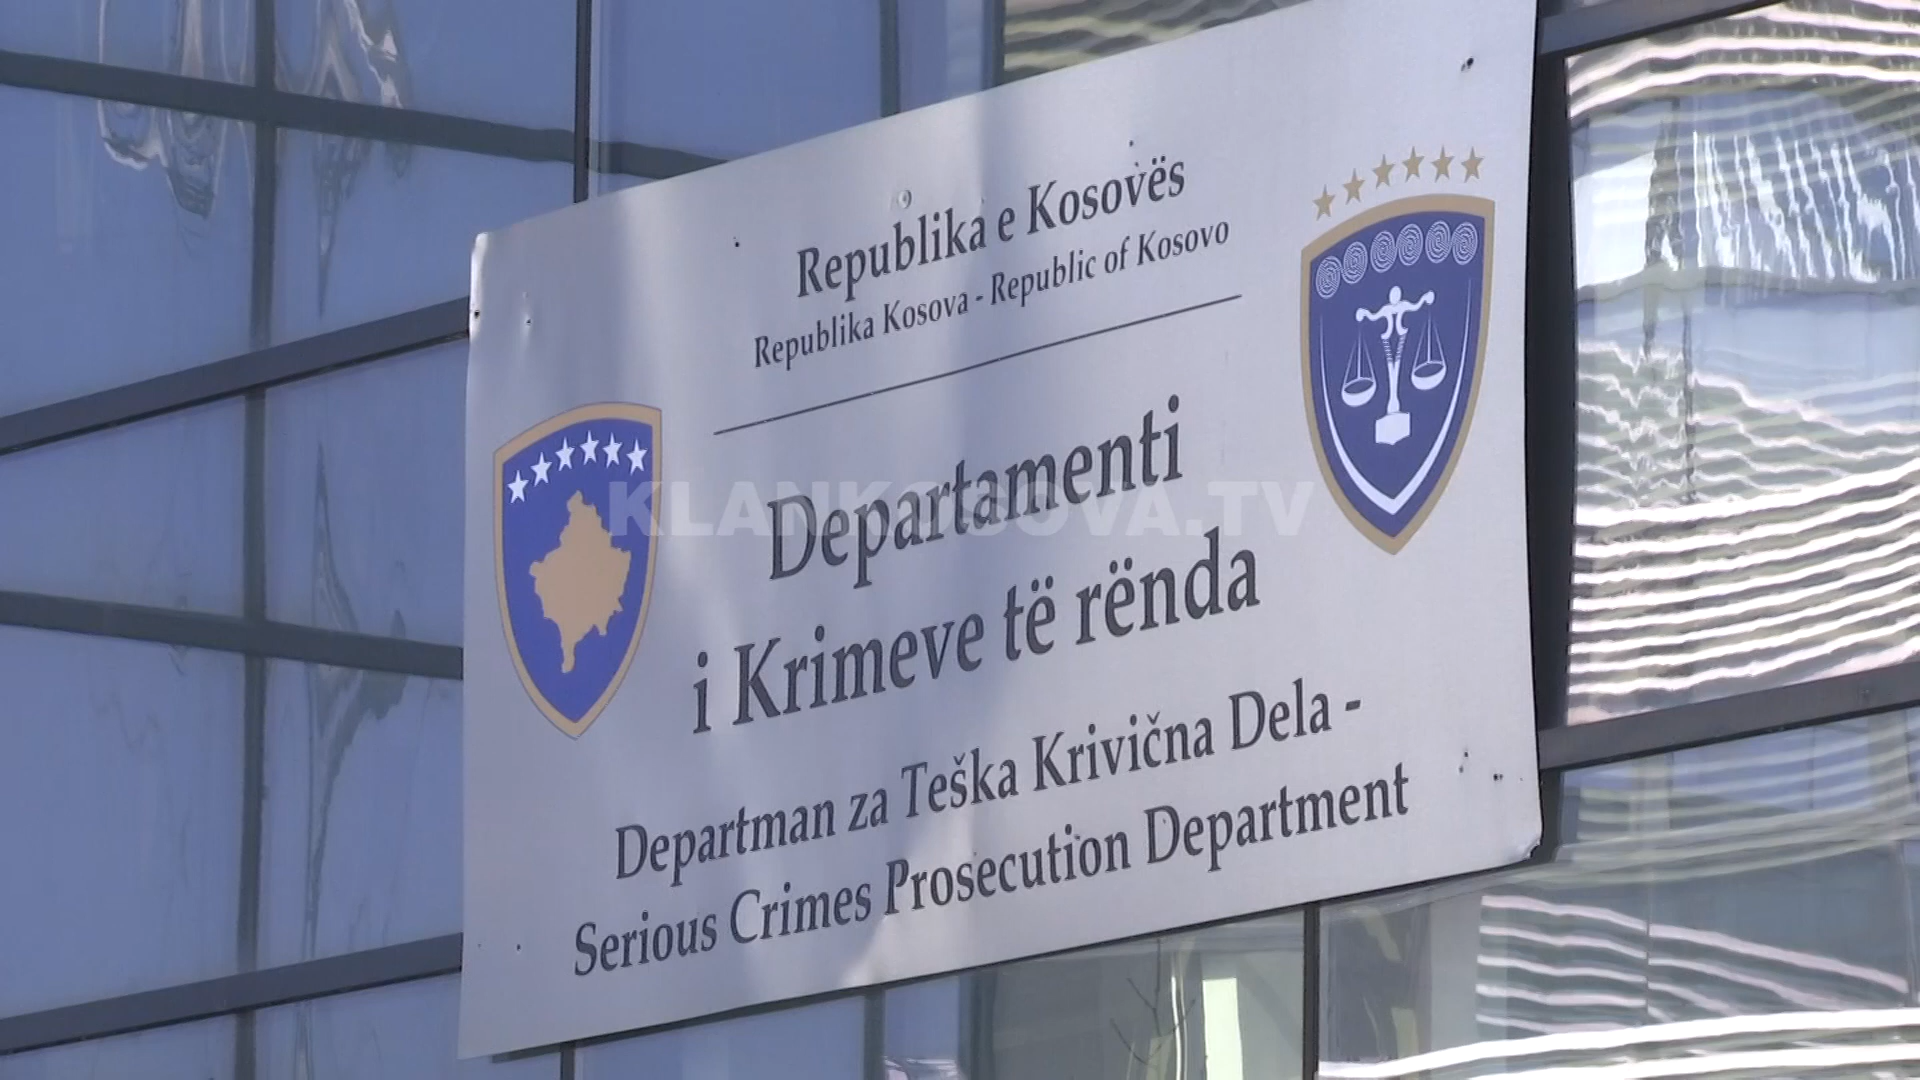 Republika e Kosovës
Republika Kosova - Republic of Kosovo
Departamenti
i Krimeve të rënda
Departman za Teška Krivična Dela -
Serious Crimes Prosecution Department
KLANKOSOVA.TV